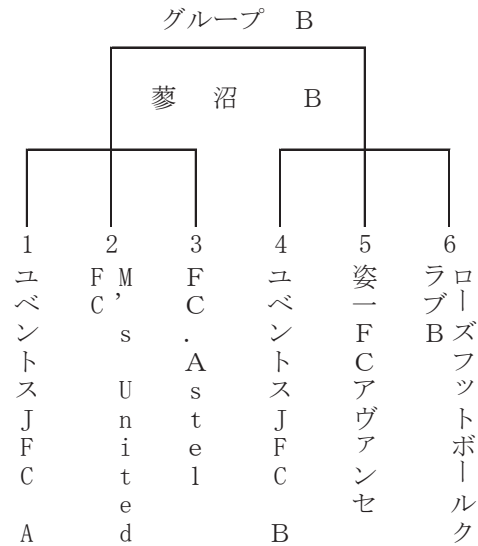 グループ　B
蓼　沼　　B
1
2
3
4
5
6
ユベントスJFC　A
M's　United
FC
FC.Astel
ユベントスJFC　B
姿一FCアヴァンセ
ローズフットボールク
ラブB